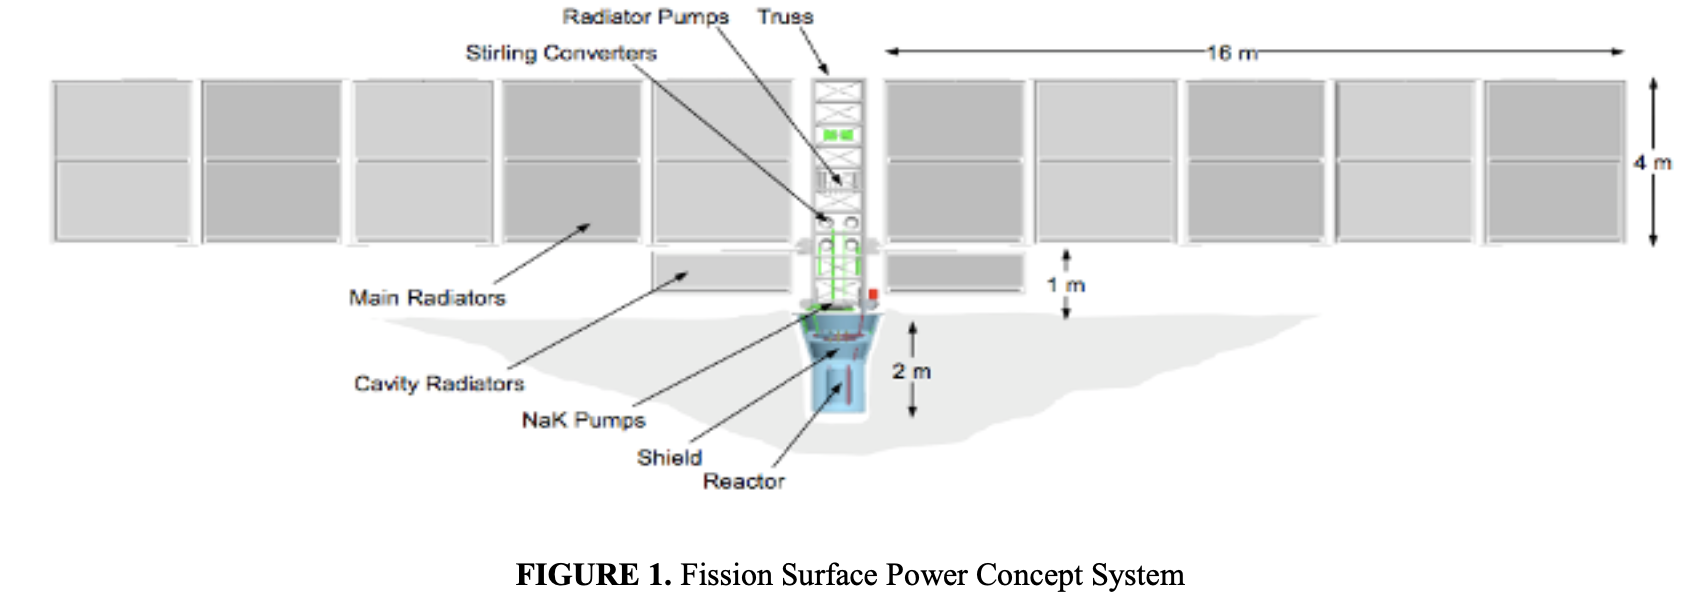 Radiator Pumps Truss
Stirling Converters
16 m
4 m
Main Radiators
1 m
Cavity Radiators
2 m
NaK Pumps
Shield
Reactor
FIGURE 1. Fission Surface Power Concept System